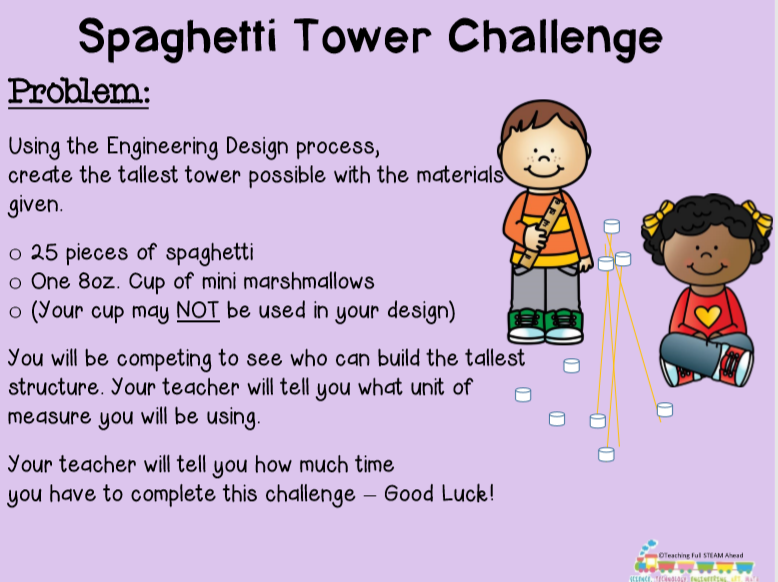 Spaghetti Tower Challenge
Problem:
Using the Engineering Design process,
create the tallest tower possible with the materials
given.
o 25 pieces of spaghetti
o One 8oz. Cup of mini marshmallows
o (Your cup may NOT be used in your design)
You will be competing to see who can build the tallest
structure. Your teacher will tell you what unit of
measure you will be using.
Your teacher will tell you how much time
you have to complete this challenge – Good Luck!
©Teaching Full STEAM Ahead
SCIENCE TECHNOLOGY ENGINEERING ART